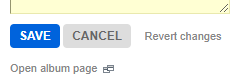 SAVE CANCEL Revert changes
Open album page